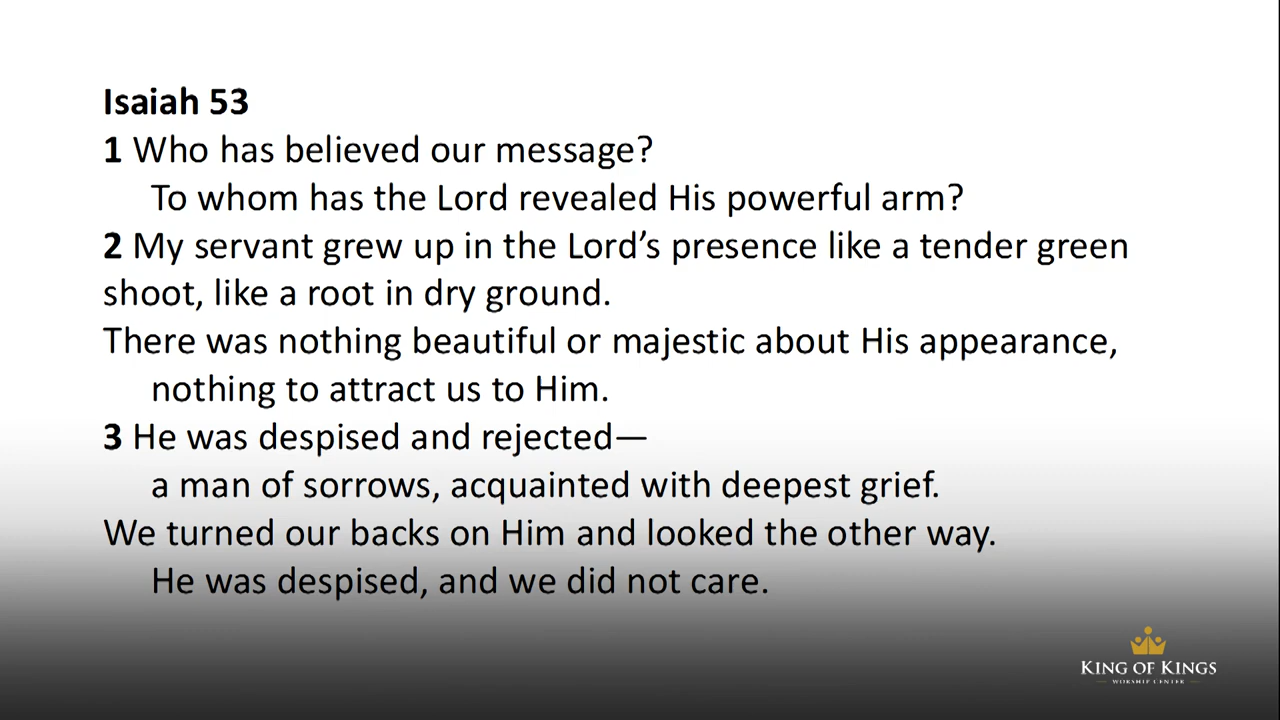 Isaiah 53
1 Who has believed our message?
To whom has the Lord revealed His powerful arm?
2 My servant grew up in the Lord’s presence like a tender green
shoot, like a root in dry ground.
There was nothing beautiful or majestic about His appearance,
nothing to attract us to Him.
3 He was despised and rejected—
a man of sorrows, acquainted with deepest grief.
We turned our backs on Him and looked the other way.
He was despised, and we did not care.
KING OF KINGS
WORSHIP CENTER